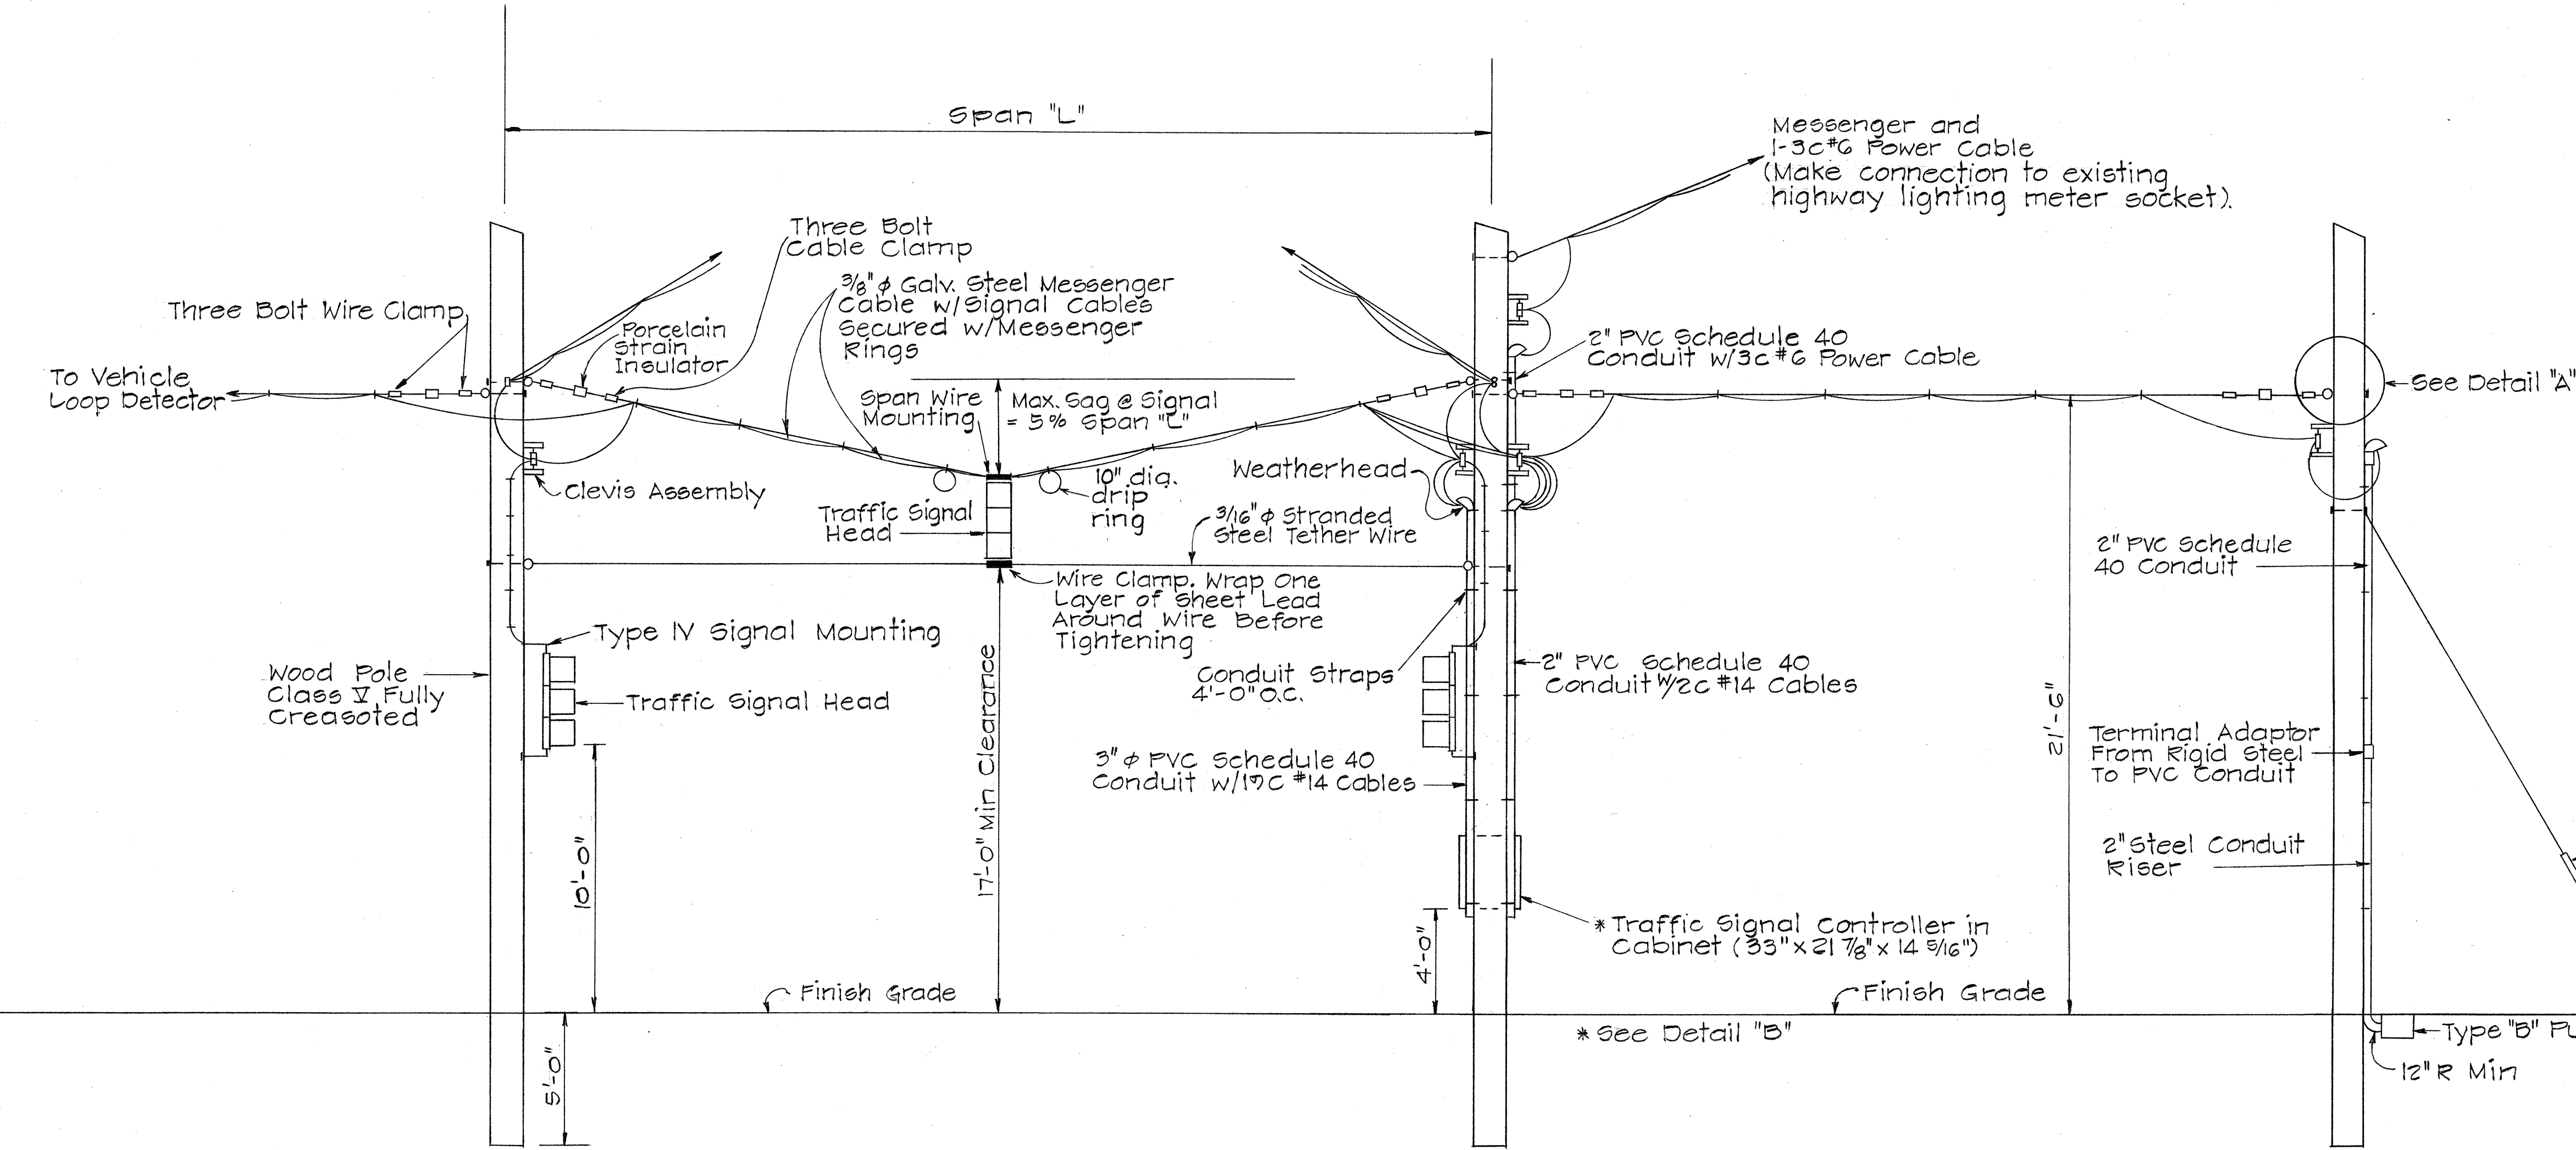 Span "L"
Messenger and
1-3c#6 Power Cable
(Make connection to existing
highway lighting meter socket).
Three Bolt
Cable Clamp
3/8" φ Galv. Steel Messenger
Cable w/Signal Cables
Secured w/Messenger
Rings
Three Bolt Wire Clamp
Porcelain
Strain
Insulator
2" PVC Schedule 40
Conduit w/3c #6 Power Cable
To Vehicle
Loop Detector
Span Wire
Mounting
Max. Sag @ Signal
= 5% Span "L"
See Detail "A"
Clevis Assembly
10" dia.
drip
ring
Weatherhead
Traffic Signal
Head
3/16" φ Stranded
Steel Tether Wire
2" PVC Schedule
40 Conduit
Wire Clamp. Wrap One
Layer of Sheet Lead
Around Wire Before
Tightening
Type IV Signal Mounting
Wood Pole
Class V, Fully
Creasoted
Traffic Signal Head
Conduit Straps
4'-0" O.C.
2" PVC Schedule 40
Conduit w/2c #14 Cables
21'-6"
Terminal Adaptor
From Rigid Steel
To PVC Conduit
3" φ PVC Schedule 40
Conduit w/19C #14 Cables
17'-0" Min Clearance
10'-0"
2" Steel Conduit
Riser
4'-0"
* Traffic Signal Controller in
Cabinet (33" x 21 7/8" x 14 5/16")
Finish Grade
Finish Grade
* See Detail "B"
Type "B" Pu
12" R Min
5'-0"